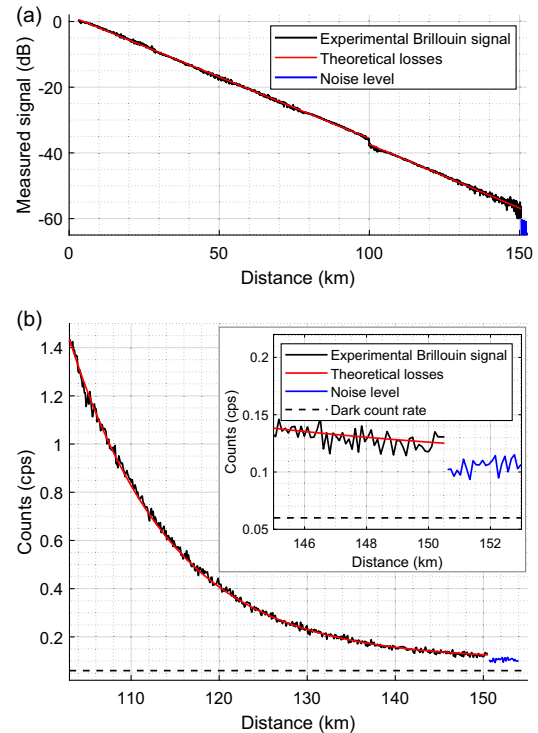 (a)
0
-20
-40
-60
Measured signal (dB)
Experimental Brillouin signal
Theoretical losses
Noise level
0
50
100
150
Distance (km)
(b)
1.4
1.2
1
0.8
0.6
0.4
0.2
Counts (cps)
110
120
130
140
150
Distance (km)
0.2
0.15
0.1
0.05
Counts (cps)
Experimental Brillouin signal
Theoretical losses
Noise level
Dark count rate
146
148
150
152
Distance (km)